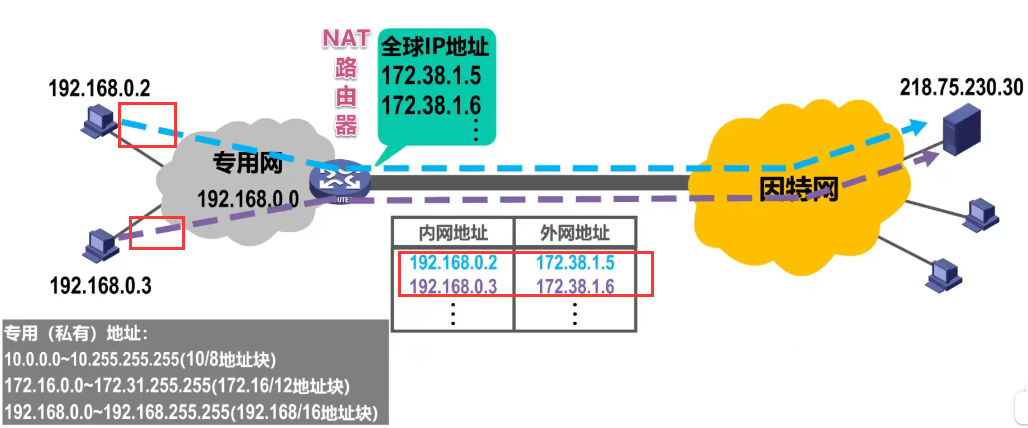 NAT
路
由
器
全球IP地址
172.38.1.5
172.38.1.6
⋮
192.168.0.2
218.75.230.30
专用网
192.168.0.0
UTE
因特网
192.168.0.3
内网地址 外网地址
192.168.0.2 172.38.1.5
192.168.0.3 172.38.1.6
⋮ ⋮
专用（私有）地址：
10.0.0.0~10.255.255.255(10/8地址块)
172.16.0.0~172.31.255.255(172.16/12地址块)
192.168.0.0~192.168.255.255(192.168/16地址块)